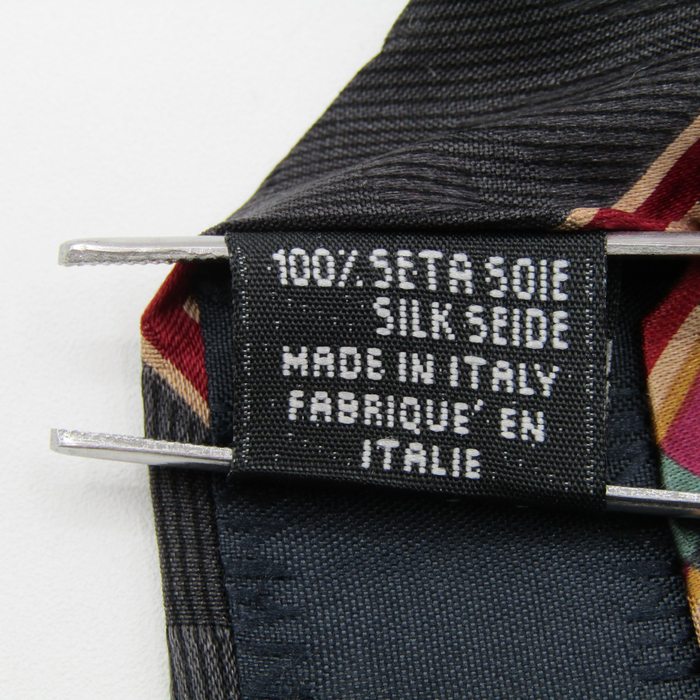 100% SETA SOIE
SILK SEIDE
MADE IN ITALY
FABRIQUE' EN
ITALIE